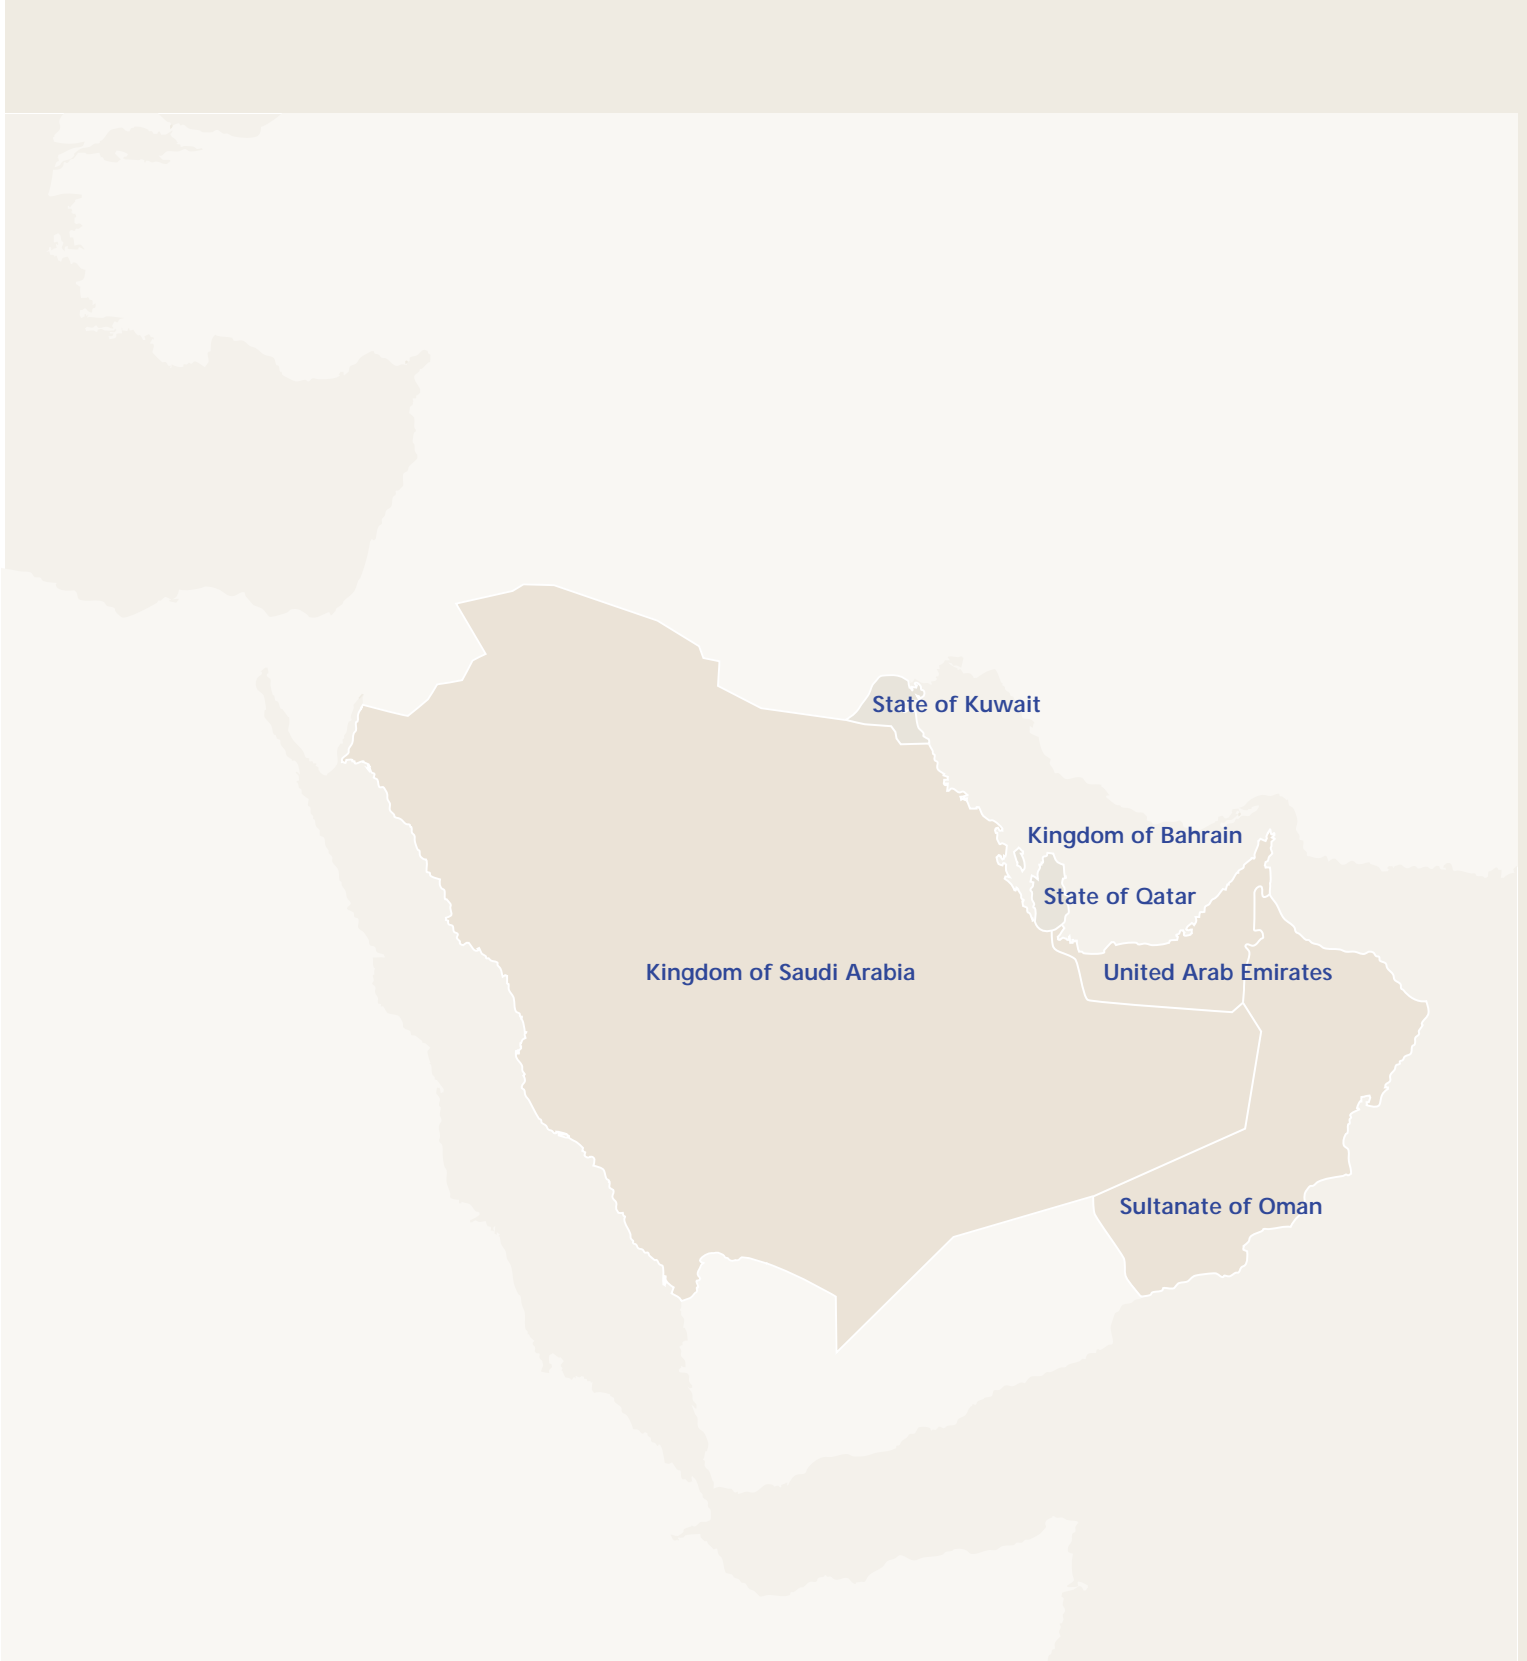 State of Kuwait
Kingdom of Bahrain
State of Qatar
Kingdom of Saudi Arabia
United Arab Emirates
Sultanate of Oman